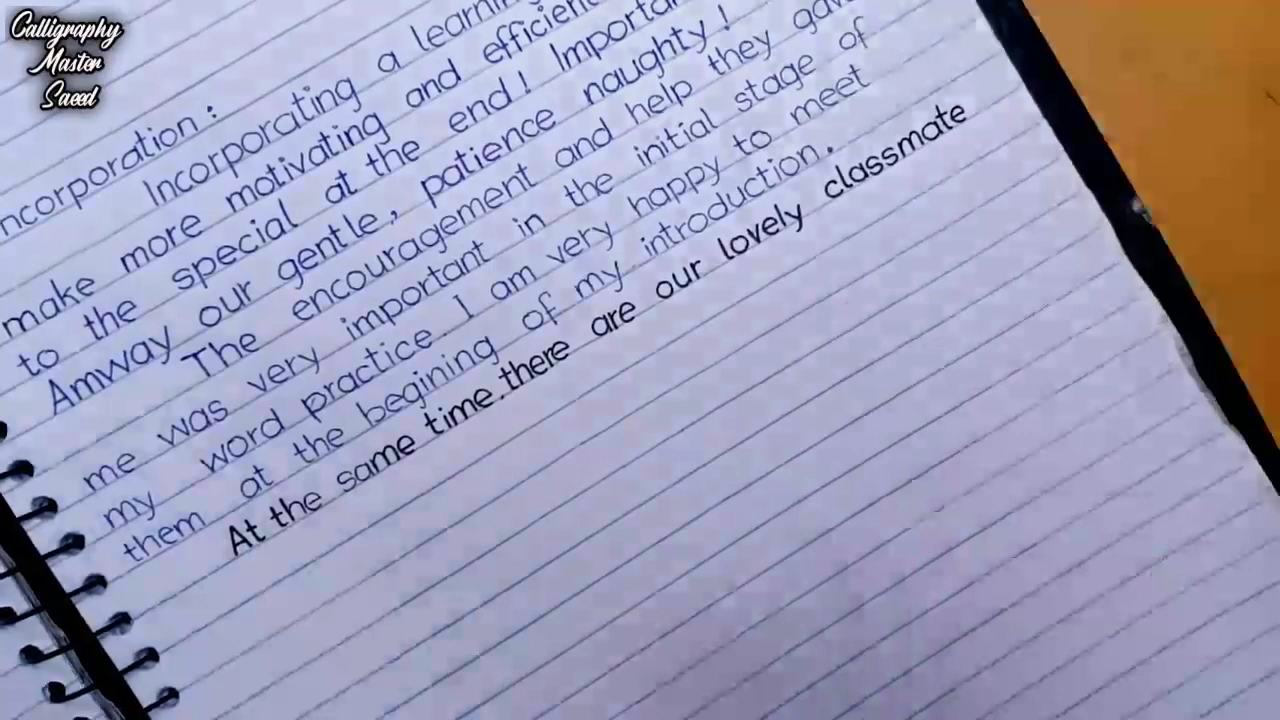 Calligraphy
Master
Saeed
ncorporation :
Incorporating a learn
make more motivating and efficien
to the special at the end! Importa
Amway our gentle, patience naughty!
The encouragement and help they gav
me was very important in the initial stage of
my word practice. I am very happy to meet
them at the begining of my introduction.
At the same time. there are our lovely classmate